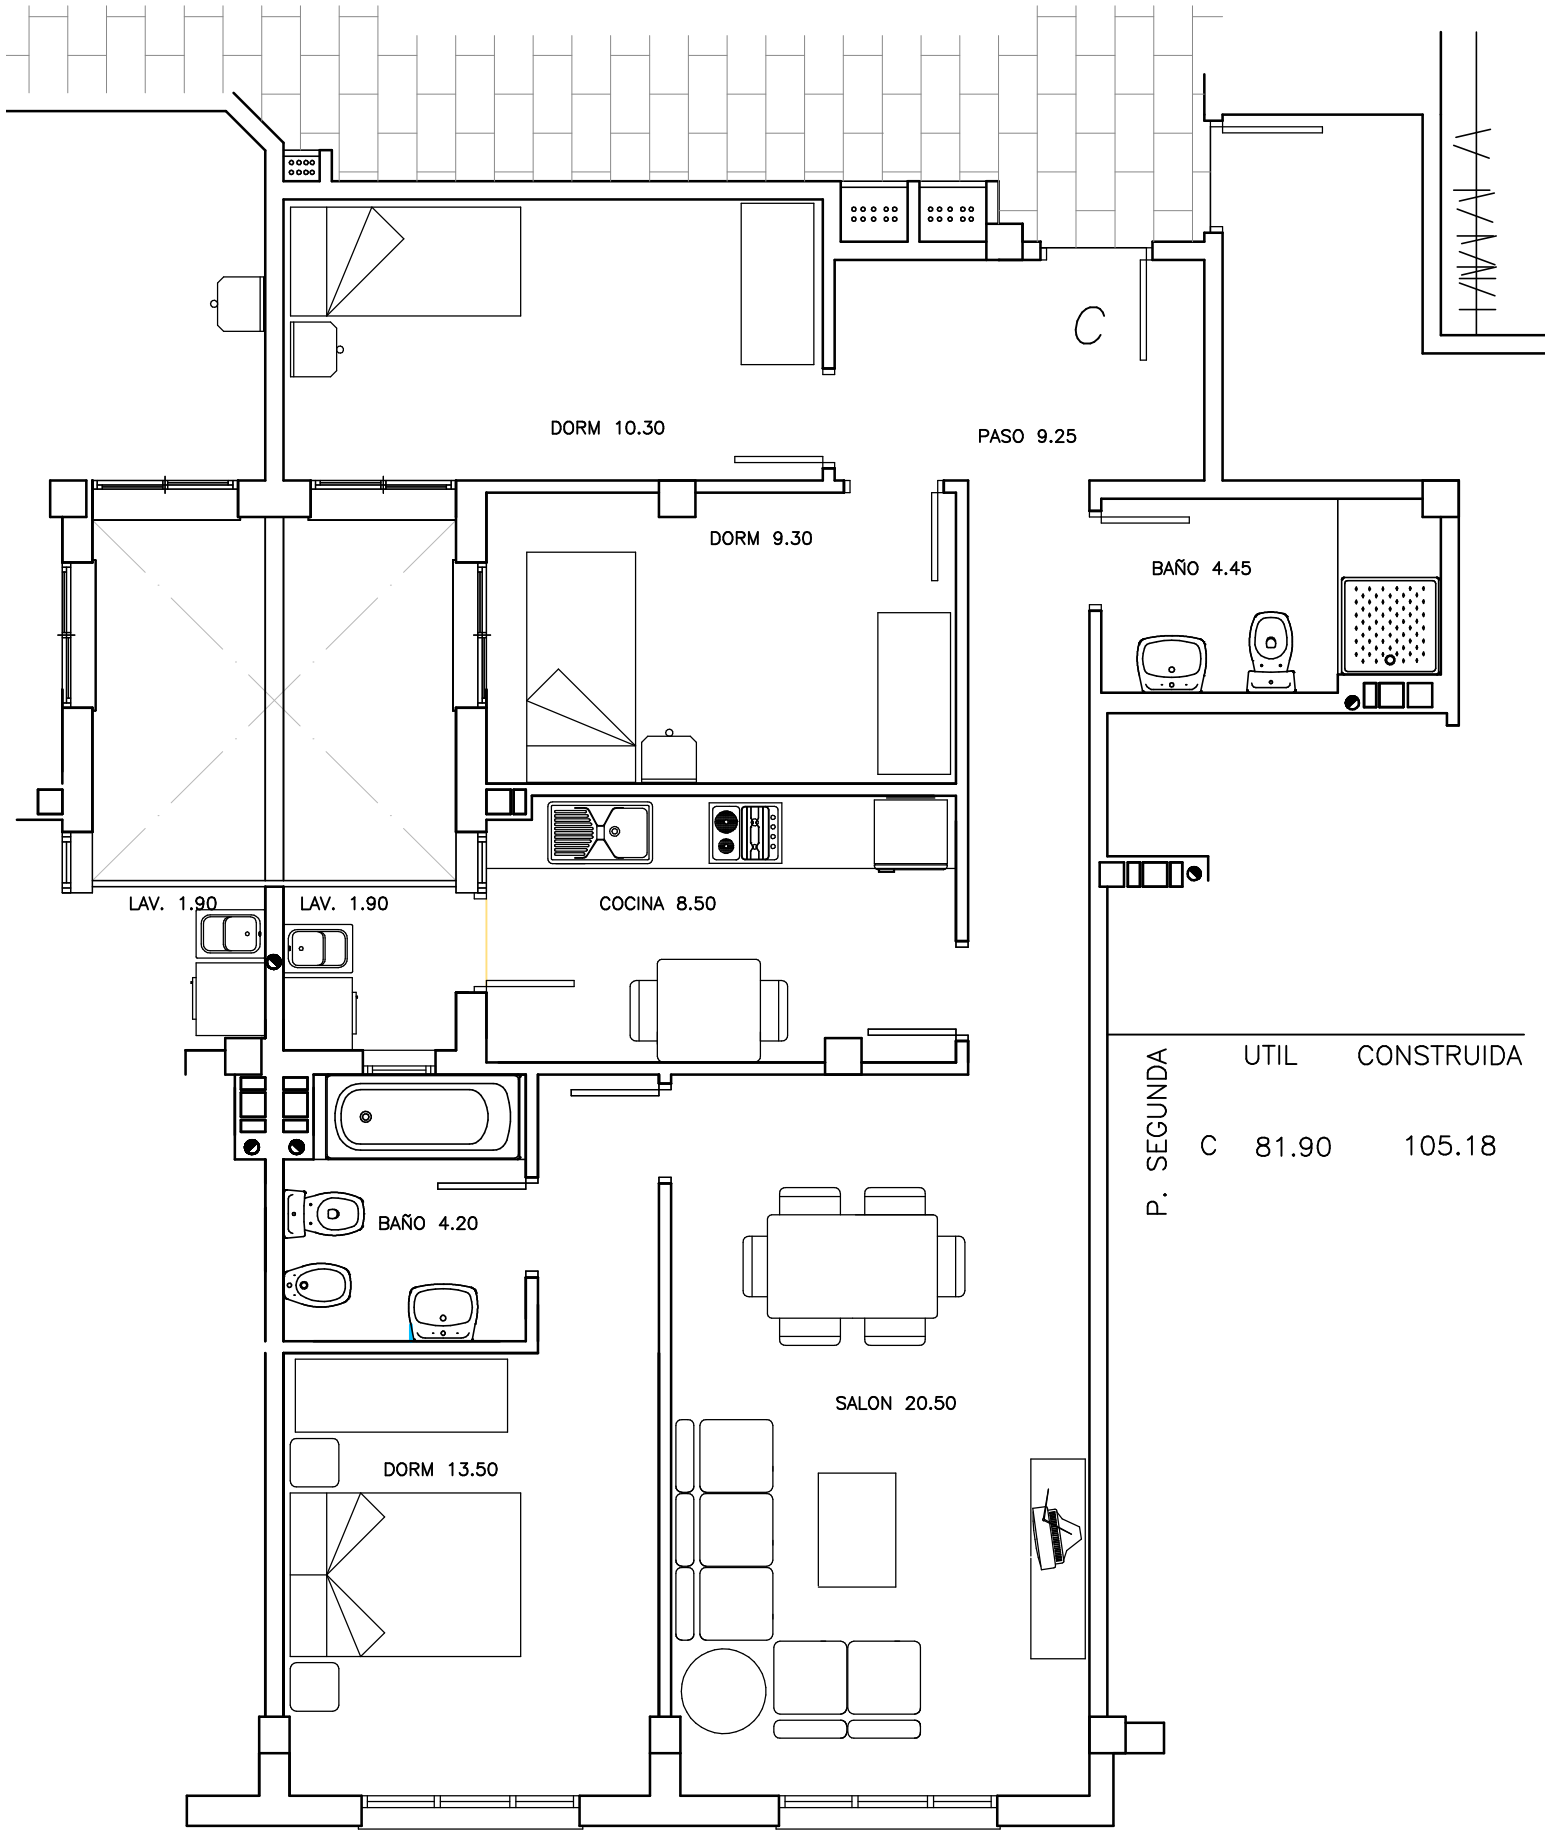 C
DORM 10.30
PASO 9.25
DORM 9.30
BAÑO 4.45
LAV. 1.90
LAV. 1.90
COCINA 8.50
P. SEGUNDA
UTIL CONSTRUIDA
C 81.90 105.18
BAÑO 4.20
SALON 20.50
DORM 13.50